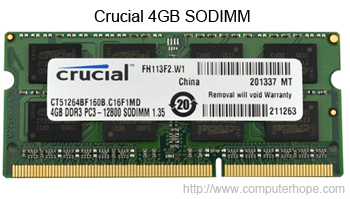 Crucial 4GB SODIMM
crucial
FH113F2.W1
China
201337 MT
Removal will void Warranty
CT51264BF160B.C16F1MD
4GB DDR3 PC3 - 12800 SODIMM 1.35
20
211263
http://www.computerhope.com